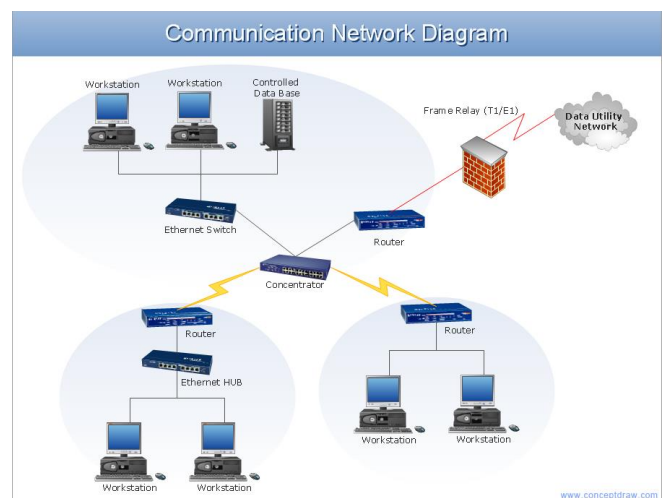 Communication Network Diagram
Workstation
Workstation
Controlled
Data Base
Frame Relay (T1/E1)
Data Utility
Network
Ethernet Switch
Router
Concentrator
Router
Router
Ethernet HUB
Workstation
Workstation
Workstation
Workstation
www.conceptdraw.com